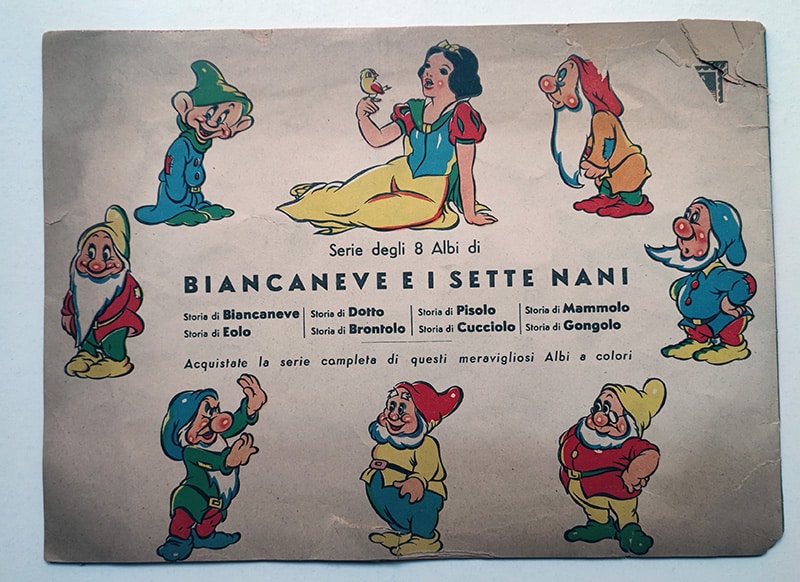 Serie degli 8 Albi di
BIANCANEVE E I SETTE NANI
Storia di Biancaneve | Storia di Dotto | Storia di Pisolo | Storia di Mammolo
Storia di Eolo | Storia di Brontolo | Storia di Cucciolo | Storia di Gongolo
Acquistate la serie completa di questi meravigliosi Albi a colori